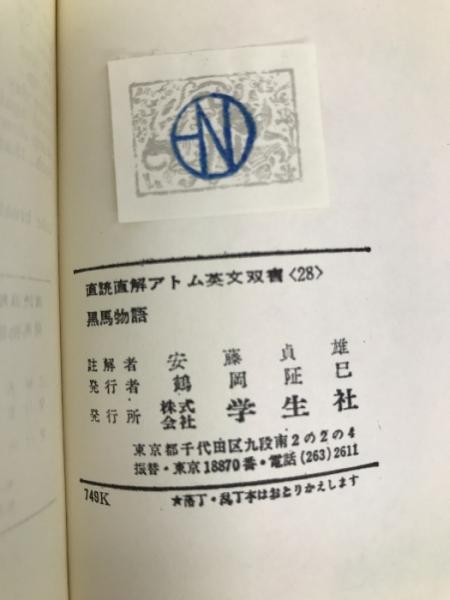 直読直解アトム英文双書〈28〉
黒馬物語
註解者 安藤貞雄
発行者 鶴岡阷巳
発行所 株式会社 学生社
東京都千代田区九段南2の2の4
振替・東京18870番・電話(263)2611
749K
★落丁・乱丁本はおとりかえします